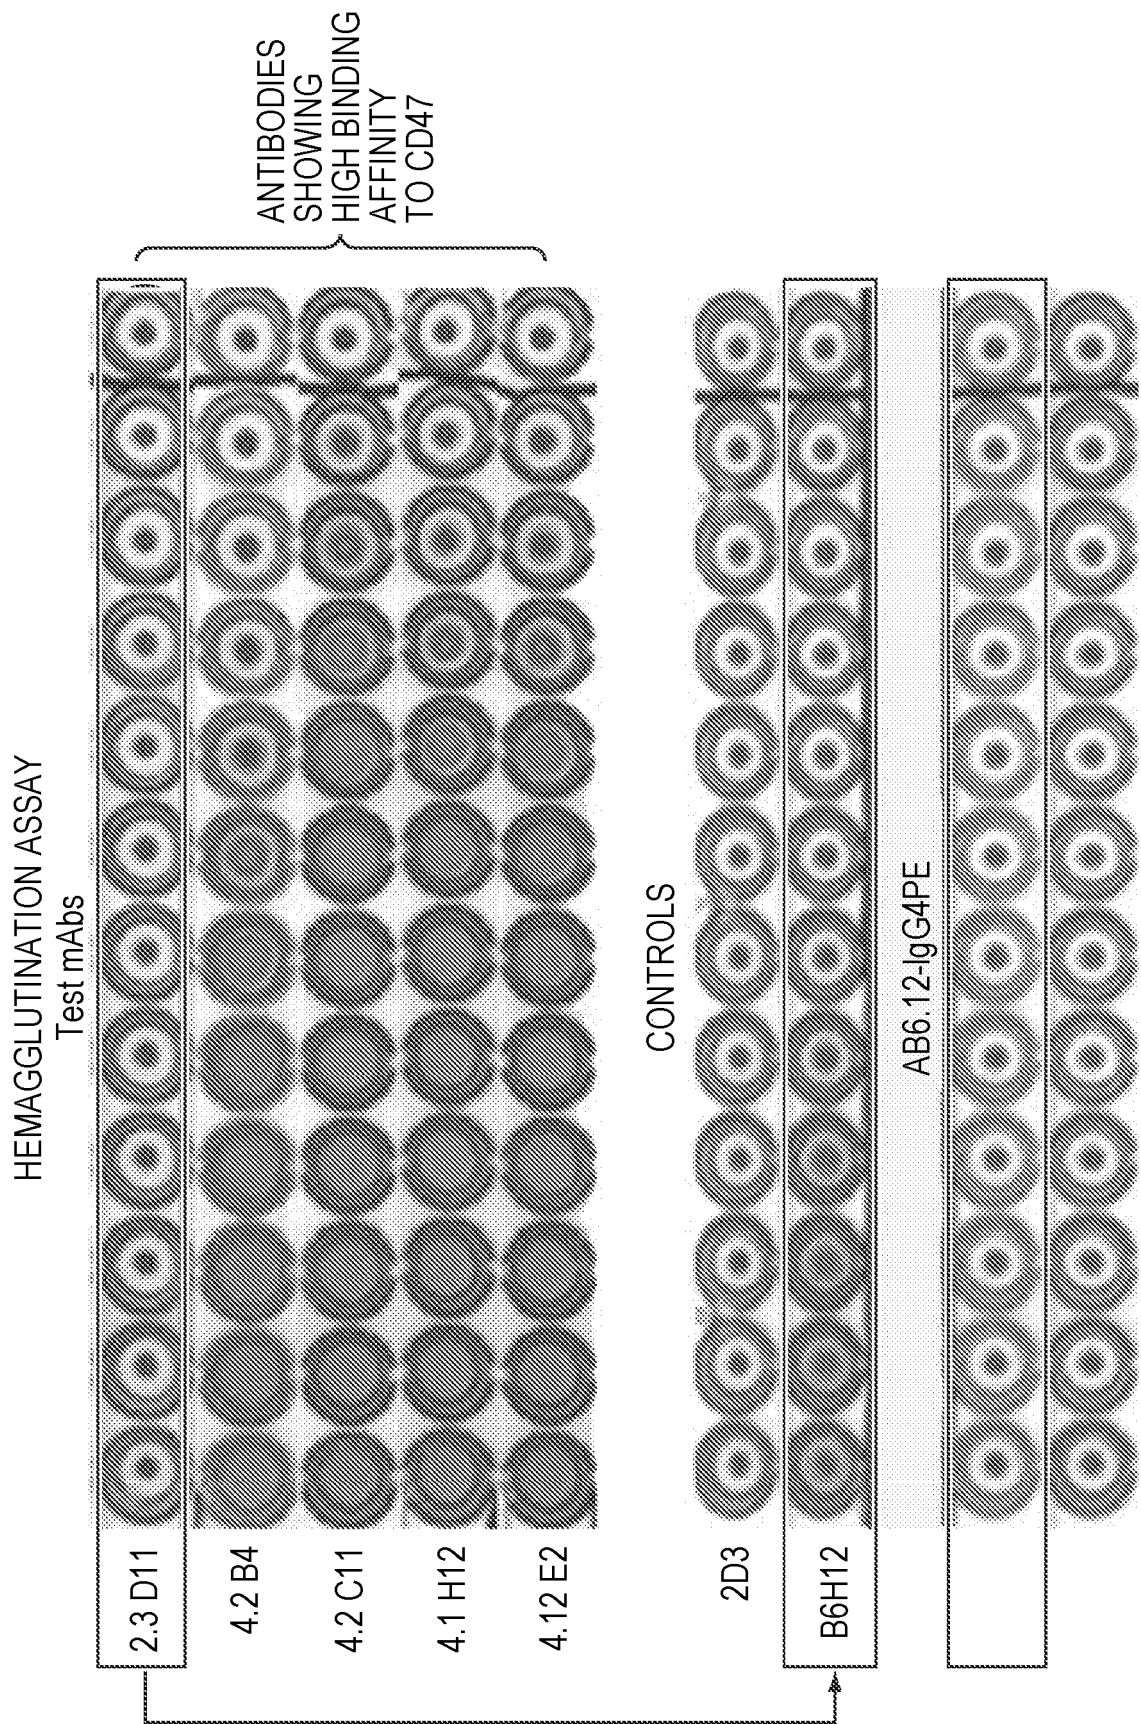 HEMAGGLUTINATION ASSAY
Test mAbs
2.3 D11
4.2 B4
4.2 C11
4.1 H12
4.12 E2
ANTIBODIES
SHOWING
HIGH BINDING
AFFINITY
TO CD47
CONTROLS
2D3
B6H12
AB6.12-IgG4PE